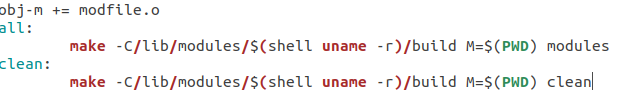 obj-m += modfile.o
all:
make -C/lib/modules/$(shell uname -r)/build M=$(PWD) modules
clean:
make -C/lib/modules/$(shell uname -r)/build M=$(PWD) clean